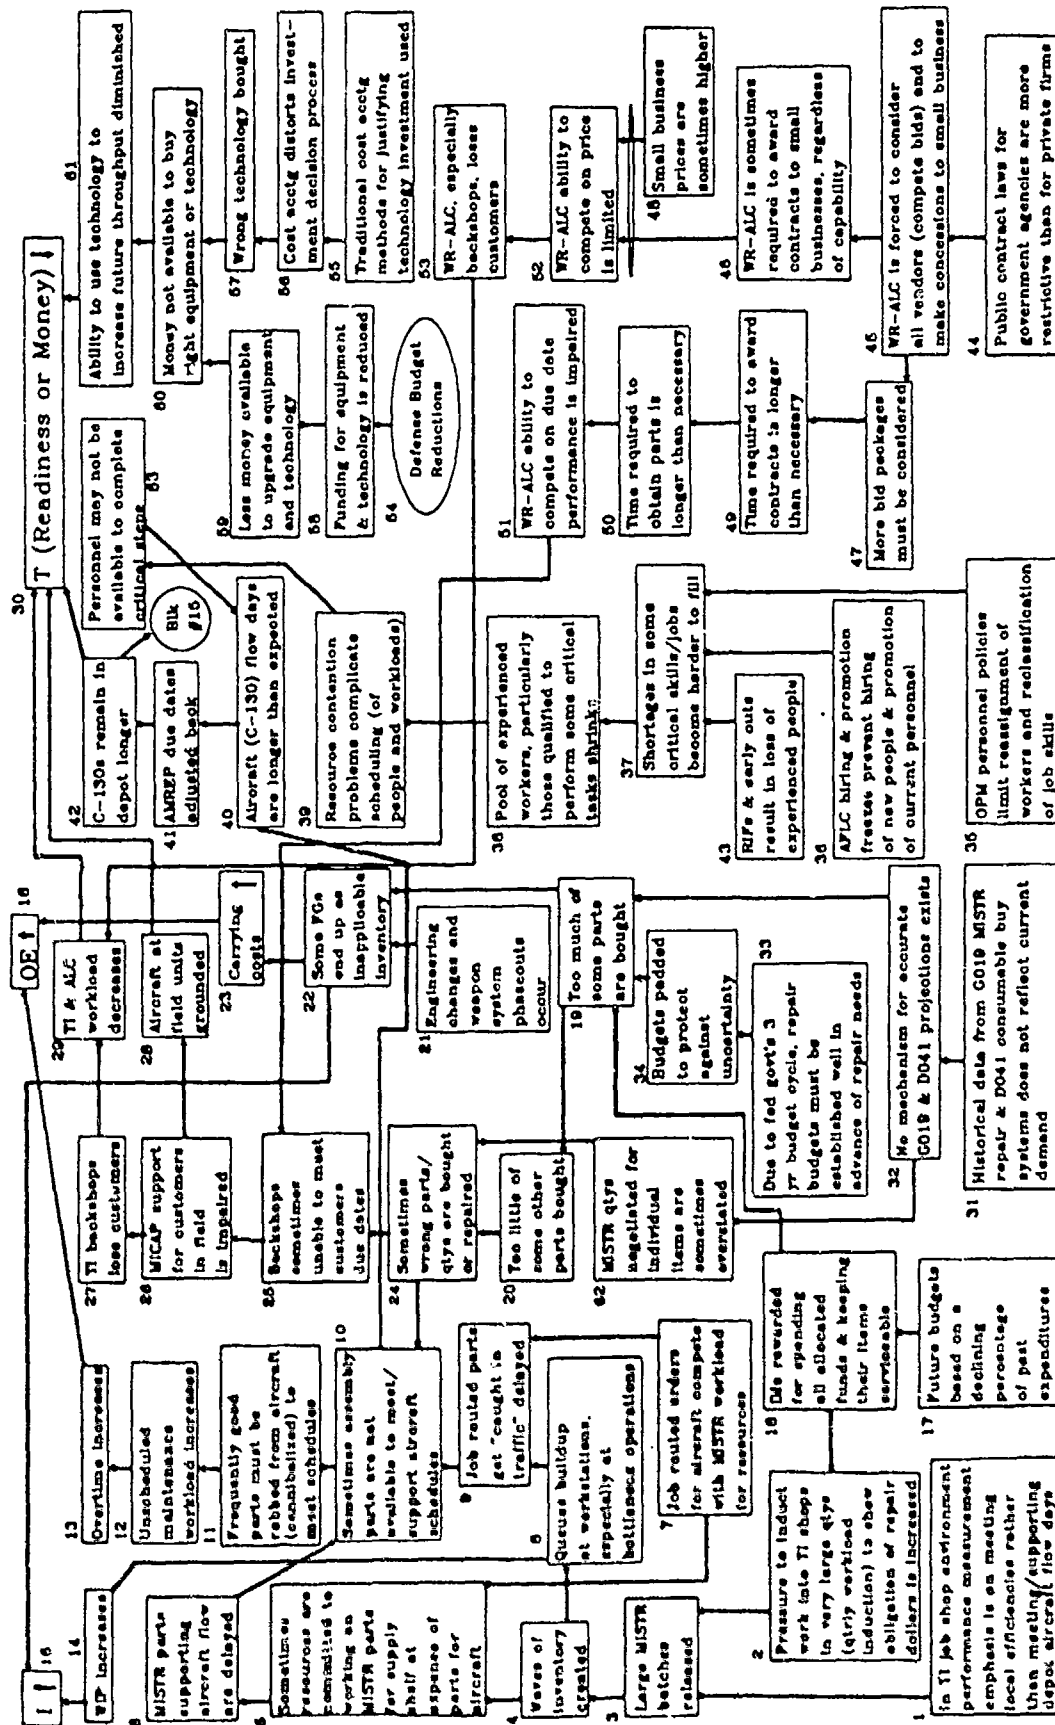 I ↑ 16
14
WIP increases
MISTR parts
supporting
aircraft flow
are delayed
Sometimes
resources are
committed to
working on
MISTR parts
for supply
shelf at
expense of
parts for
aircraft
4
Waves of
inventory
created
3
Large MISTR
batches
released
1
In TI job shop environment
performance measurement
emphasis is on meeting
local efficiencies rather
than meeting/supporting
depot aircraft flow days
13
Overtime increases
12
Unscheduled
maintenace
workload increases
11
Frequently good
parts must be
robbed from aircraft
(cannibalized) to
meet schedules
10
Sometimes assembly
parts are not
available to meet/
support aircraft
schedules
9
Job routed parts
get "caught in
traffic" delayed
Queues buildup
at workstations,
especially at
bottleneck operations
7
Job routed orders
for aircraft compete
with MISTR workload
for resources
2
Pressure to induct
work into TI shops
in very large qtys
(qtrly workload
induction) to show
obligation of repair
dollars is increased
18
IMs rewarded
for spending
all allocated
funds & keeping
their items
serviceable
17
Future budgets
based on a
declining
percentage
of past
expenditures
27
TI backshops
lose customers
26
MICAP support
for customers
in field
is impaired
25
Backshops
sometimes
unable to meet
customers
due dates
24
Sometimes
wrong parts/
qtys are bought
or repaired
20
Too little of
some other
parts bought
62
MISTR qtys
negotiated for
individual
items are
sometimes
overstated
OE ↑
29
TI & ALC
workload
decreases
28
Aircraft at
field units
grounded
23
Carrying ↑
costs
22
Some FGs
end up as
inapplicable
inventory
21
Engineering
changes and
weapon
system
phaseouts
occur
19
Too much of
some parts
are bought
34
Budgets padded
to protect
against
uncertainty
33
Due to fed govt's 3
yr budget cycle, repair
budgets must be
established well in
advance of repair needs
32
No mechanism for accurate
G019 & D041 projections exists
31
Historical data from G019 MISTR
repair & D041 consumable buy
systems does not reflect current
demand
30
T (Readiness or Money) ↓
42
C-130s remain in
depot longer
Blk
#16
41
AMREP due dates
adjusted back
40
Aircraft (C-130) flow days
are longer than expected
63
Personnel may not be
available to complete
critical steps
39
Resource contention
problems complicate
scheduling (of
people and workloads)
38
Pool of experienced
workers, particularly
those qualified to
perform some critical
tasks shrinks
37
Shortages in some
critical skills/jobs
become harder to fill
43
RIFs & early outs
result in loss of
experienced people
36
AFLC hiring & promotion
freezes prevent hiring
of new people & promotion
of current personnel
35
OPM personnel policies
limit reassignment of
workers and reclassification
of job skills
61
Ability to use technology to
increase future throughput diminished
60
Money not available to buy
right equipment or technology
59
Less money available
to upgrade equipment
and technology
58
Funding for equipment
& technology is reduced
54
Defense Budget
Reductions
57
Wrong technology bought
56
Cost acctg distorts invest-
ment decision process
55
Traditional cost acctg
methods for justifying
technology investment used
53
WR-ALC, especially
backshops, loses
customers
52
WR-ALC ability to
compete on price
is limited
51
WR-ALC ability to
compete on due date
performance is impaired
50
Time required to
obtain parts is
longer than necessary
49
Time required to award
contracts is longer
than necessary
47
More bid packages
must be considered
48
Small business
prices are
sometimes higher
46
WR-ALC is sometimes
required to award
contracts to small
businesses, regardless
of capability
45
WR-ALC is forced to consider
all vendors (compete bids) and to
make concessions to small business
44
Public contract laws for
government agencies are more
restrictive than for private firms